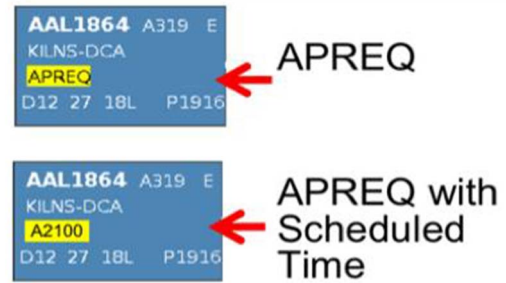 AAL1864 A319 E
KILNS-DCA
APREQ
D12 27 18L P1916
APREQ
AAL1864 A319 E
KILNS-DCA
A2100
D12 27 18L P1916
APREQ with
Scheduled
Time